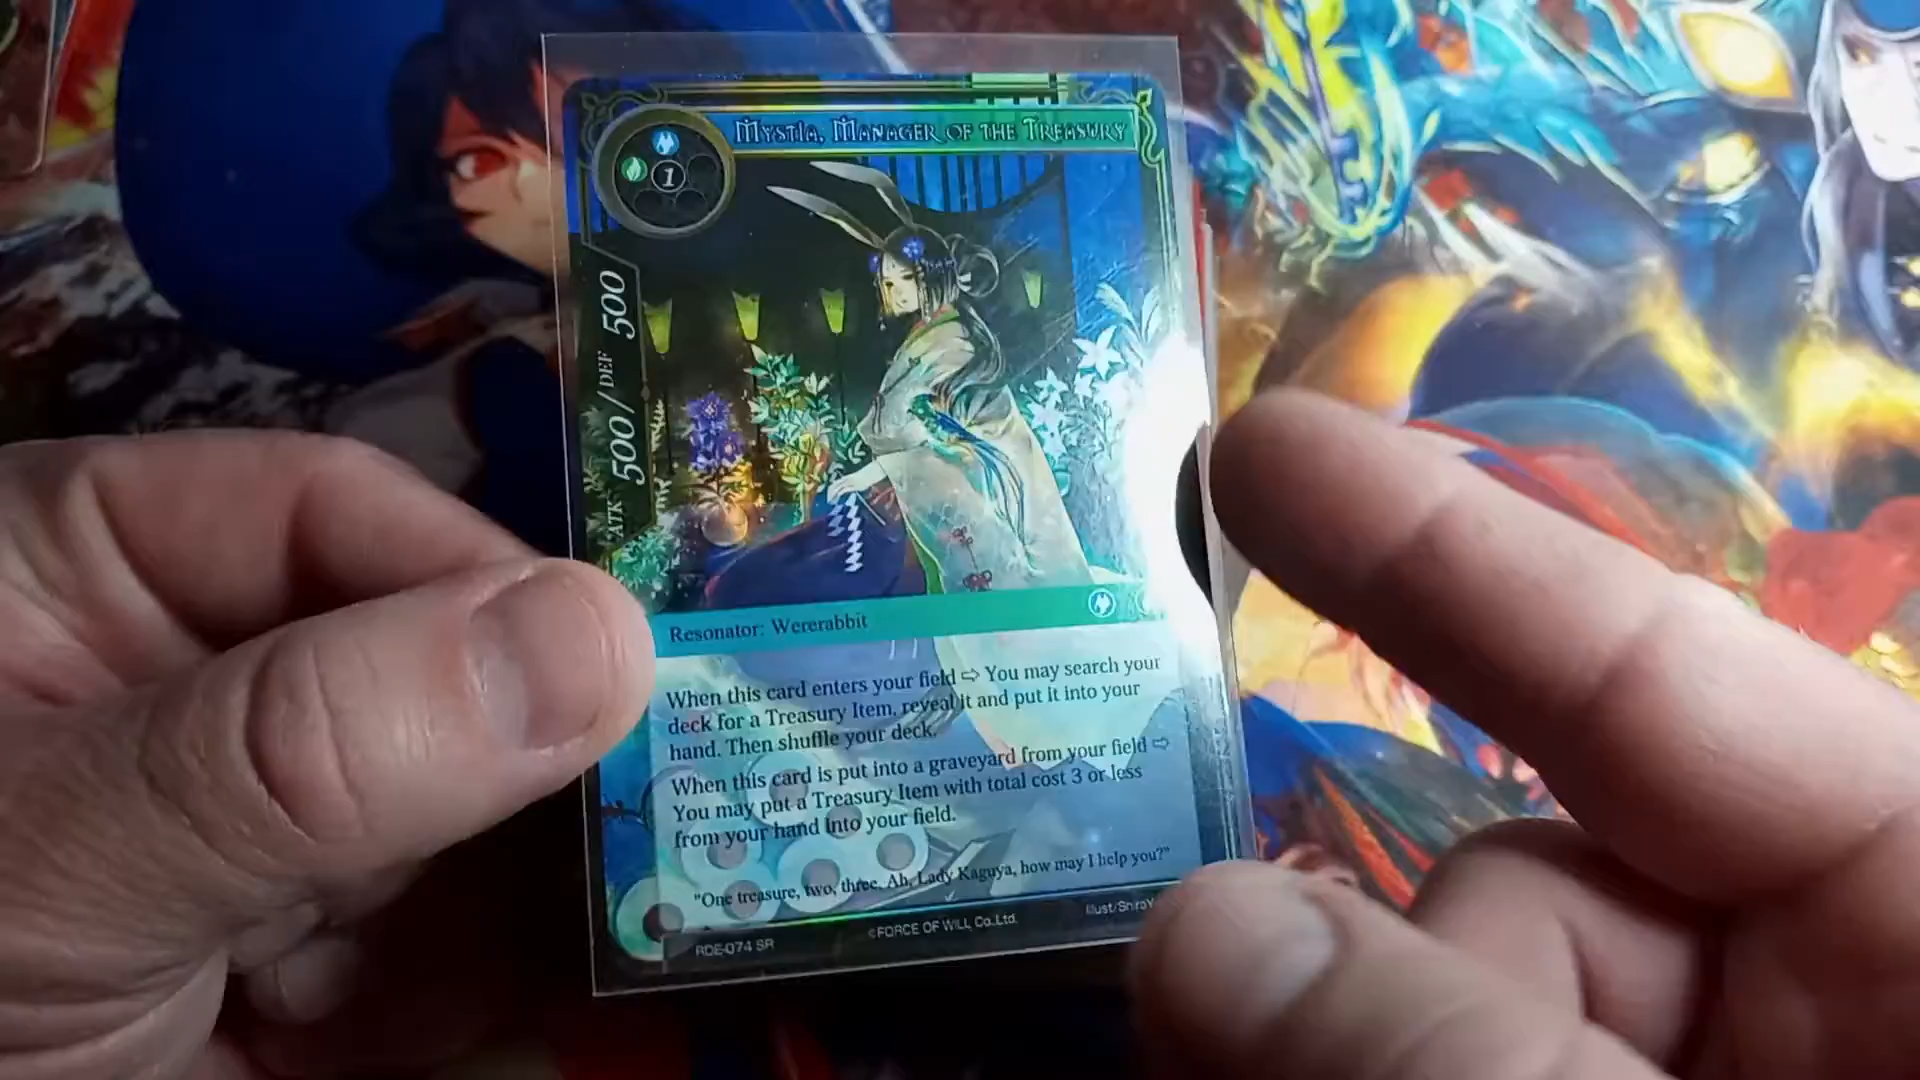 Mystia, Manager of the Treasury
1
ATK 500 / DEF 500
Resonator: Wererabbit
When this card enters your field ⇨ You may search your
deck for a Treasury Item, reveal it and put it into your
hand. Then shuffle your deck.
When this card is put into a graveyard from your field ⇨
You may put a Treasury Item with total cost 3 or less
from your hand into your field.
"One treasure, two, three. Ah, Lady Kaguya, how may I help you?"
RDE-074 SR
©FORCE OF WILL Co.,Ltd.
Illust/